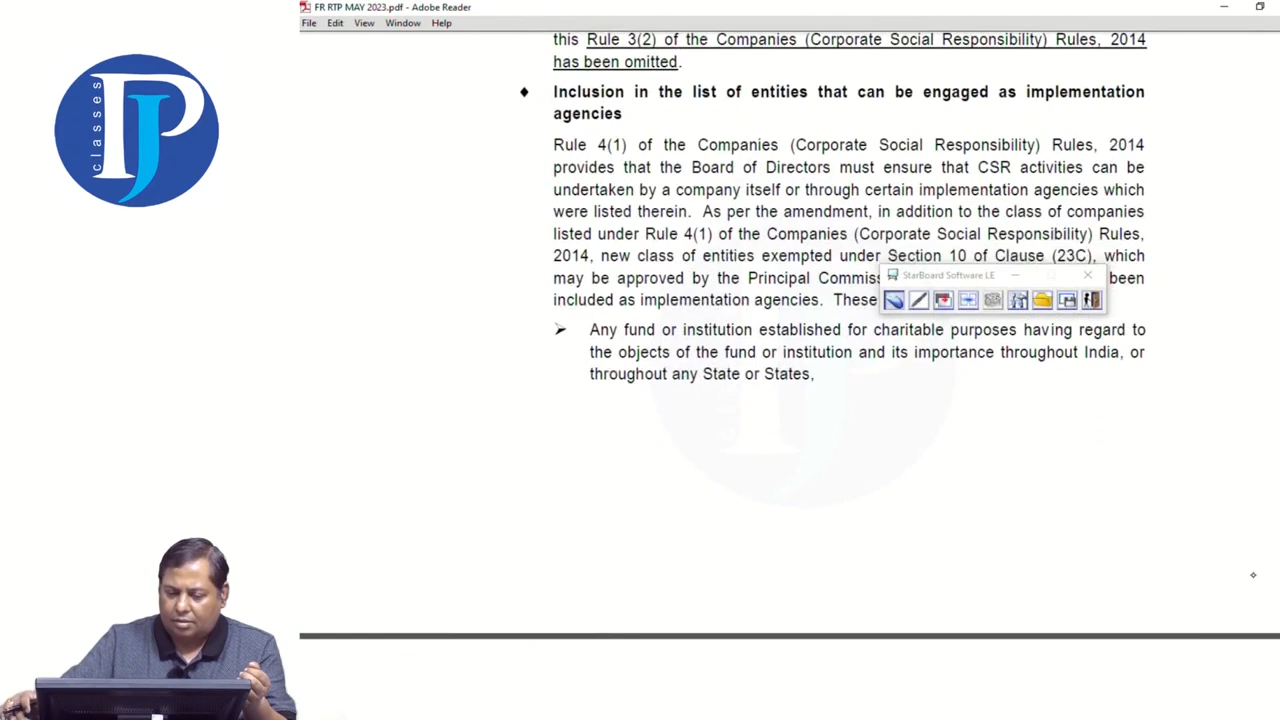 FR RTP MAY 2023.pdf - Adobe Reader
File Edit View Window Help
classes
PJ
this Rule 3(2) of the Companies (Corporate Social Responsibility) Rules, 2014
has been omitted.
♦ Inclusion in the list of entities that can be engaged as implementation
agencies
Rule 4(1) of the Companies (Corporate Social Responsibility) Rules, 2014
provides that the Board of Directors must ensure that CSR activities can be
undertaken by a company itself or through certain implementation agencies which
were listed therein. As per the amendment, in addition to the class of companies
listed under Rule 4(1) of the Companies (Corporate Social Responsibility) Rules,
2014, new class of entities exempted under Section 10 of Clause (23C), which
may be approved by the Principal been
included as implementation agencies. These
StarBoard Software LE
➢ Any fund or institution established for charitable purposes having regard to
the objects of the fund or institution and its importance throughout India, or
throughout any State or States,